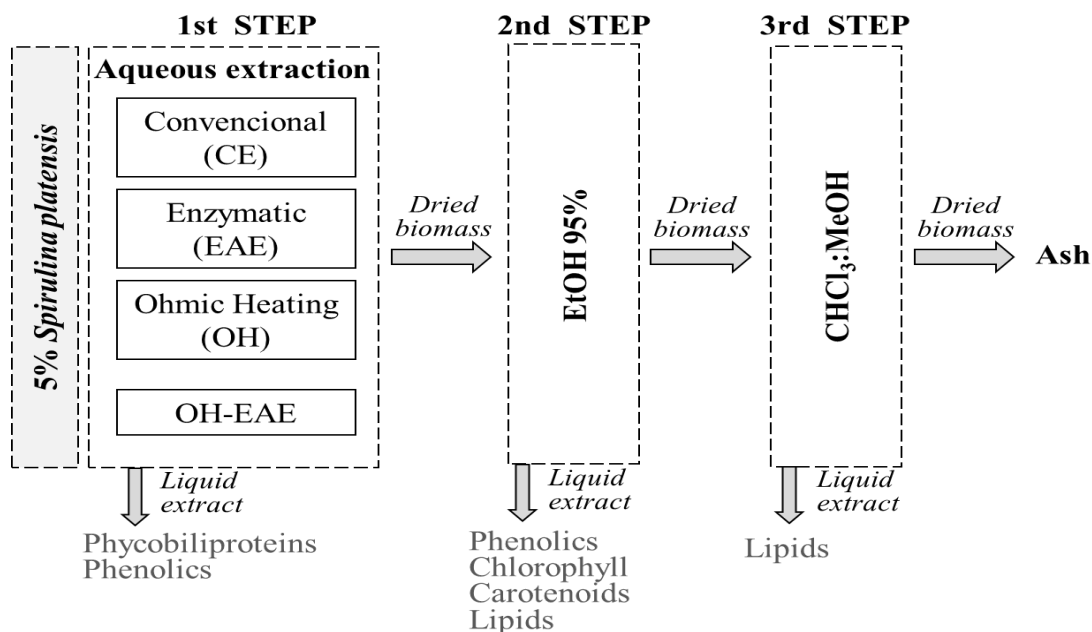 1st STEP
2nd STEP
3rd STEP
5% Spirulina platensis
Aqueous extraction
Convencional
(CE)
Enzymatic
(EAE)
Ohmic Heating
(OH)
OH-EAE
Dried
biomass
EtOH 95%
Dried
biomass
CHCl₃:MeOH
Dried
biomass
Ash
Liquid
extract
Phycobiliproteins
Phenolics
Liquid
extract
Phenolics
Chlorophyll
Carotenoids
Lipids
Liquid
extract
Lipids